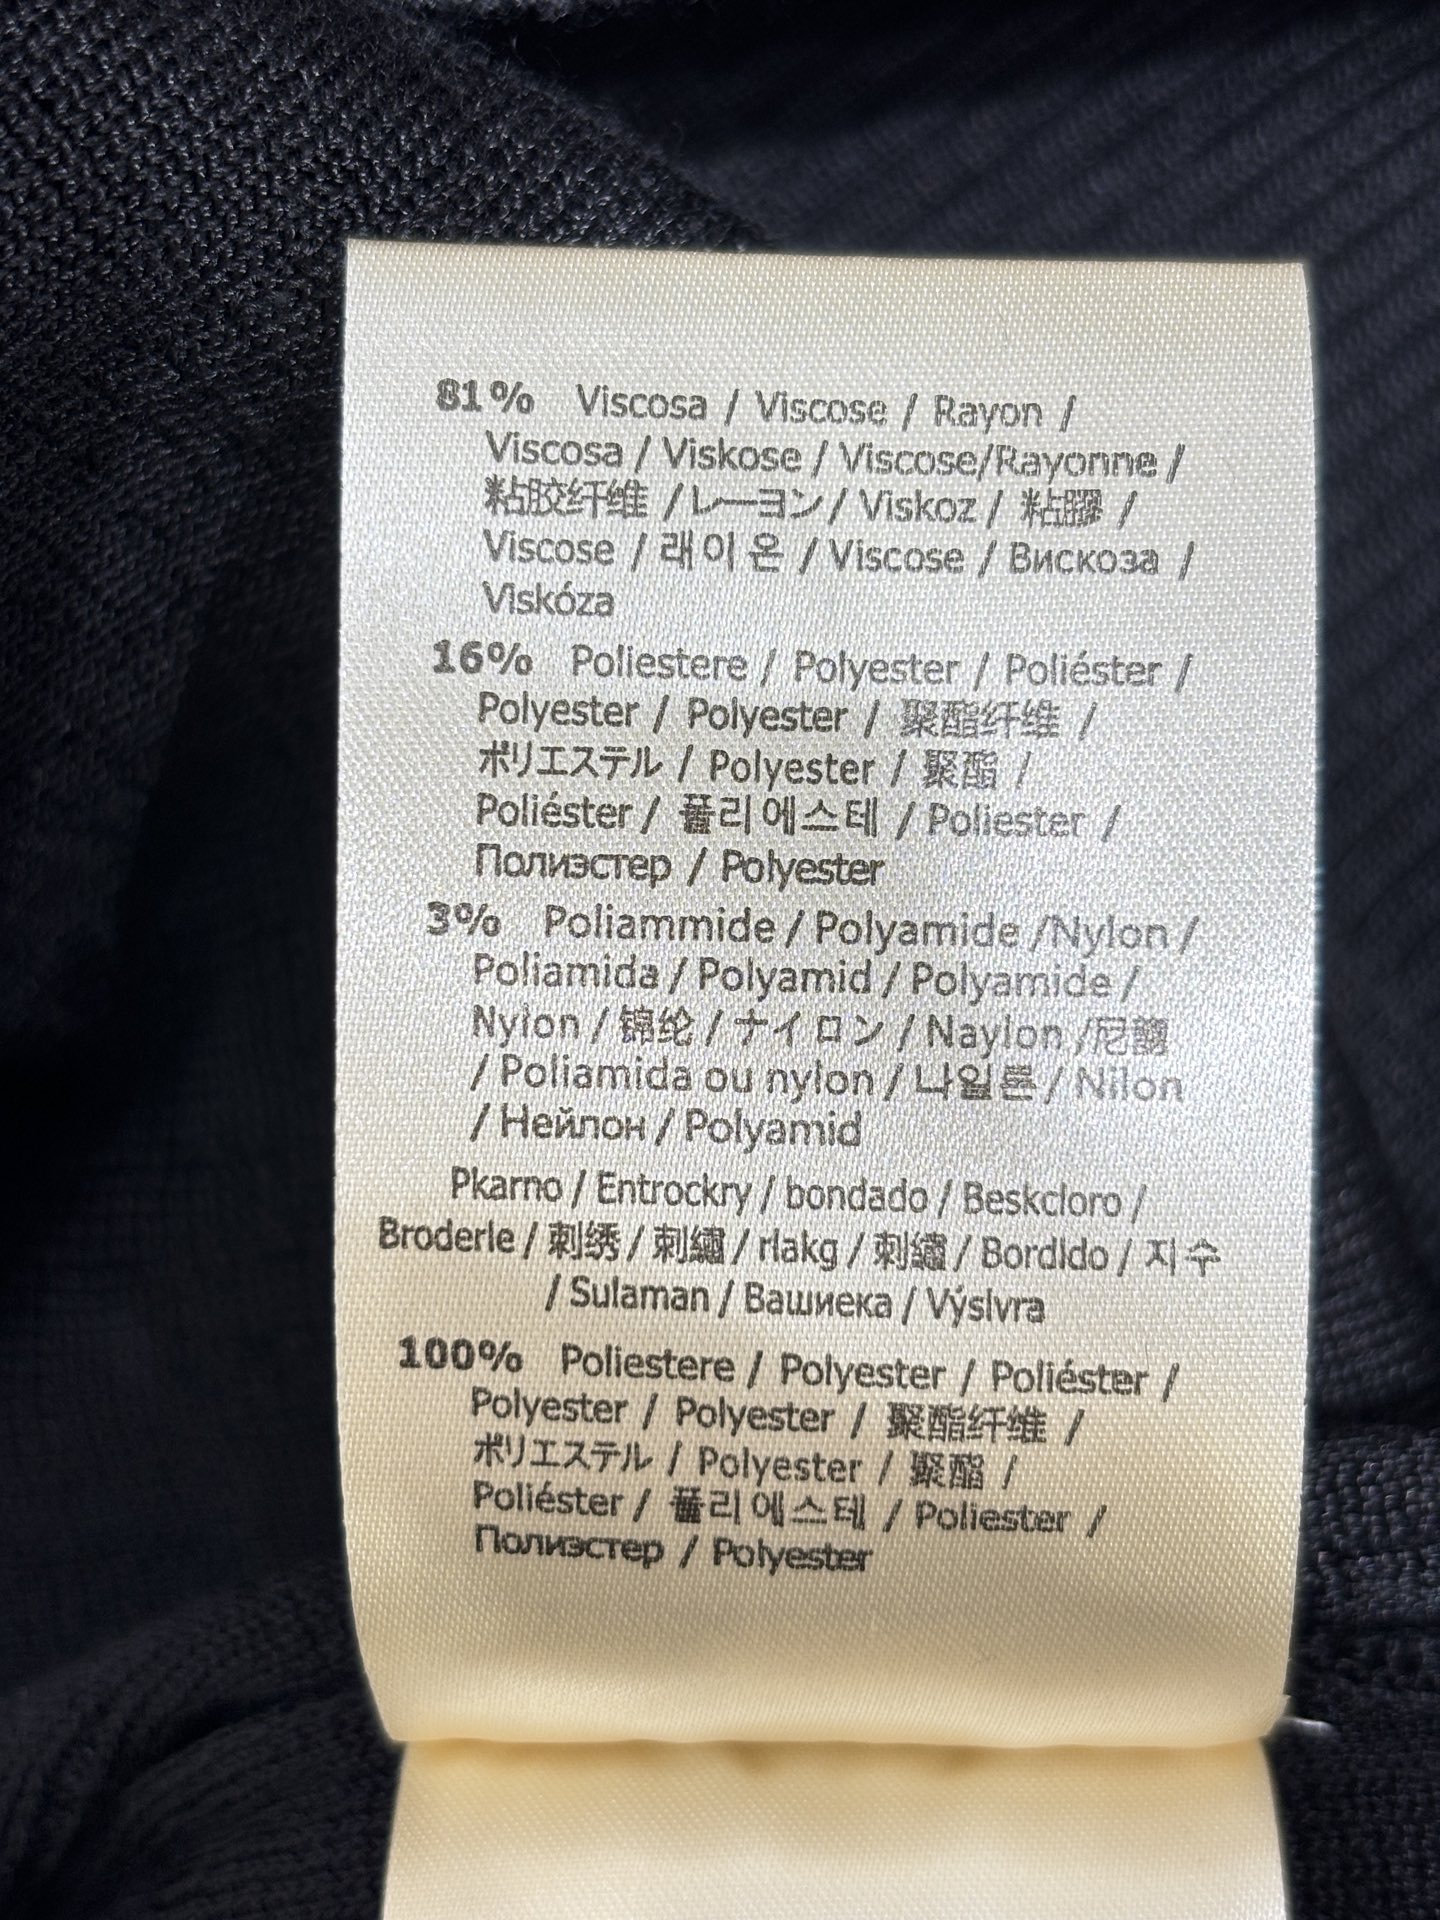 81% Viscosa / Viscose / Rayon /
Viscosa / Viskose / Viscose/Rayonne /
粘胶纤维 /レーヨン/ Viskoz / 粘膠 /
Viscose / 래이온 / Viscose / Вискоза /
Viskóza
16% Poliestere / Polyester / Poliéster /
Polyester / Polyester / 聚酯纤维 /
ポリエステル / Polyester / 聚酯 /
Poliéster / 폴리에스테 / Poliester /
Полиэстер / Polyester
3% Poliammide / Polyamide /Nylon /
Poliamida / Polyamid / Polyamide /
Nylon / 锦纶 / ナイロン / Naylon /尼龍
/ Poliamida ou nylon / 나일론 / Nilon
/ Нейлон / Polyamid
Pkarno / Entrockry / bondado / Beskcloro /
Broderle / 刺绣 / 刺繡 / rlakg / 刺繡 / Bordldo / 지수
/ Sulaman / Вашиека / Výslvra
100% Poliestere / Polyester / Poliéster /
Polyester / Polyester / 聚酯纤维 /
ポリエステル / Polyester / 聚酯 /
Poliéster / 폴리에스테 / Poliester /
Полиэстер / Polyester